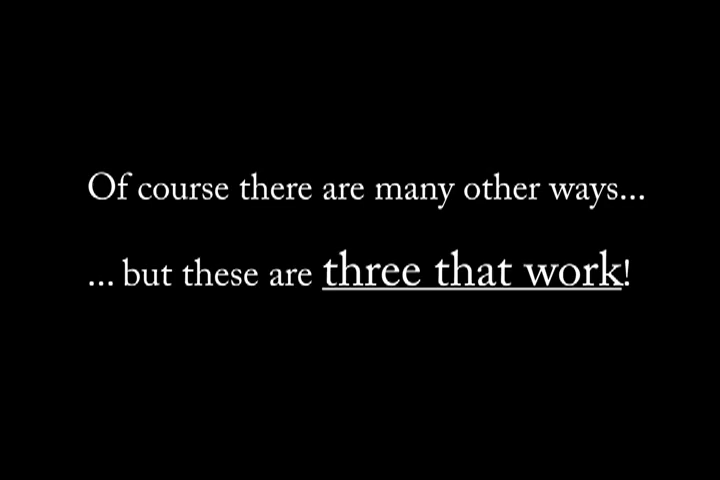 Of course there are many other ways...
... but these are three that work!